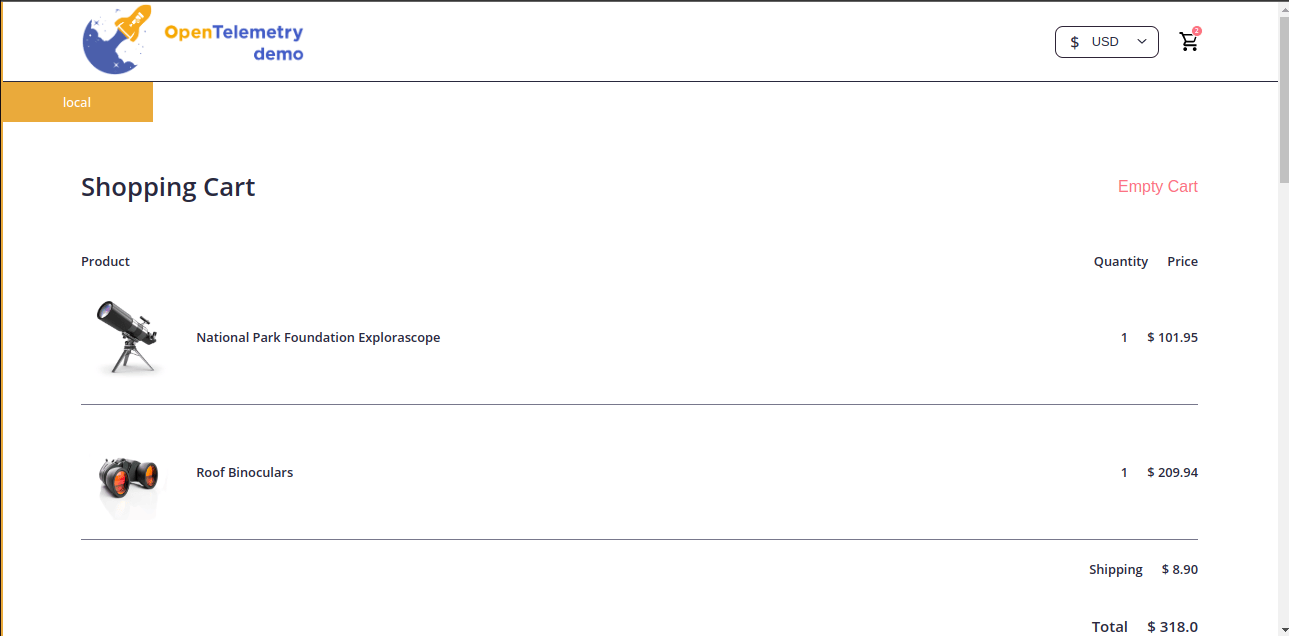 OpenTelemetry
demo
$ USD
2
local
Shopping Cart
Empty Cart
Product Quantity Price
National Park Foundation Explorascope 1 $ 101.95
Roof Binoculars 1 $ 209.94
Shipping $ 8.90
Total $ 318.0